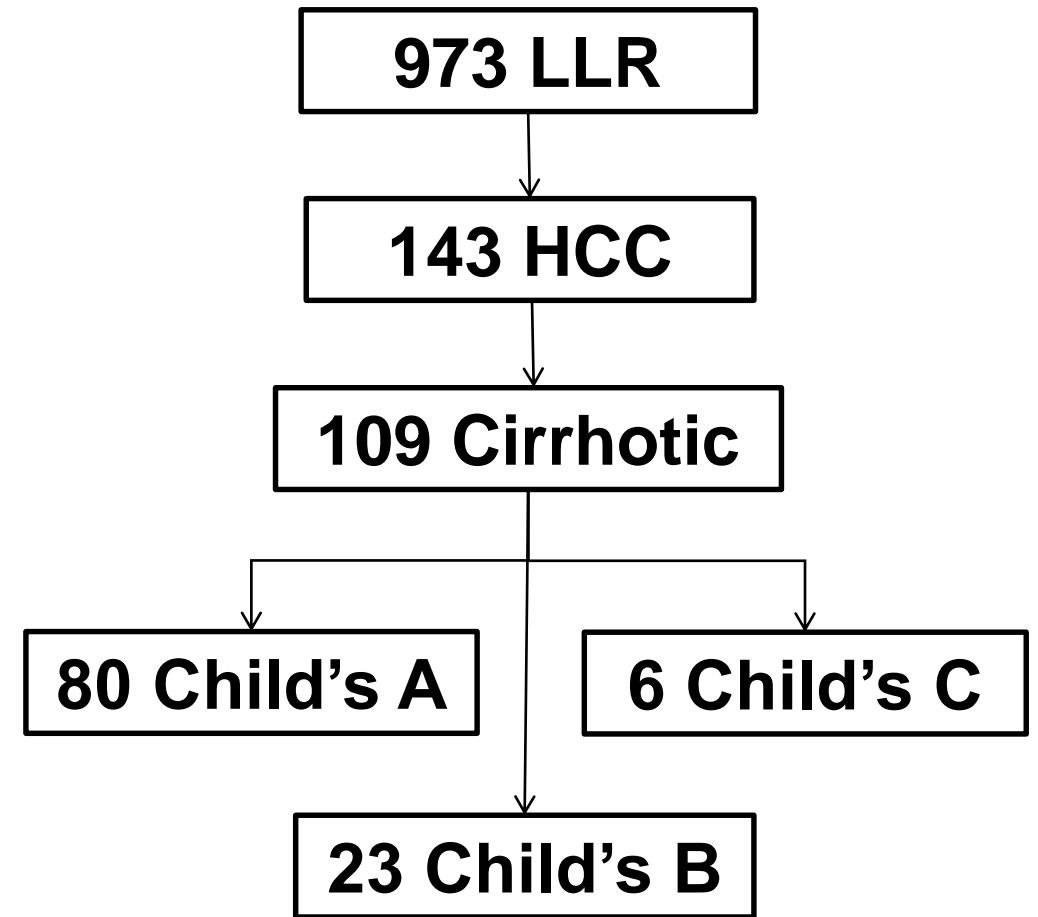 973 LLR
143 HCC
109 Cirrhotic
80 Child’s A
6 Child’s C
23 Child’s B